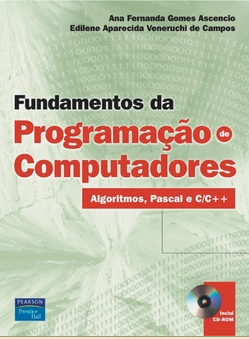 Ana Fernanda Gomes Ascencio
Edilene Aparecida Veneruchi de Campos
Fundamentos da
Programação de
Computadores
Algoritmos, Pascal e C/C++
PEARSON
Prentice
Hall
Inclui
CD-ROM